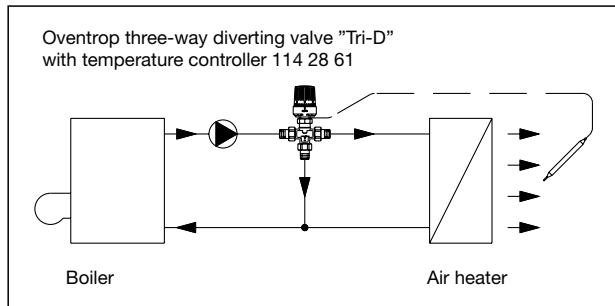 Oventrop three-way diverting valve ”Tri-D”
with temperature controller 114 28 61
Boiler
Air heater